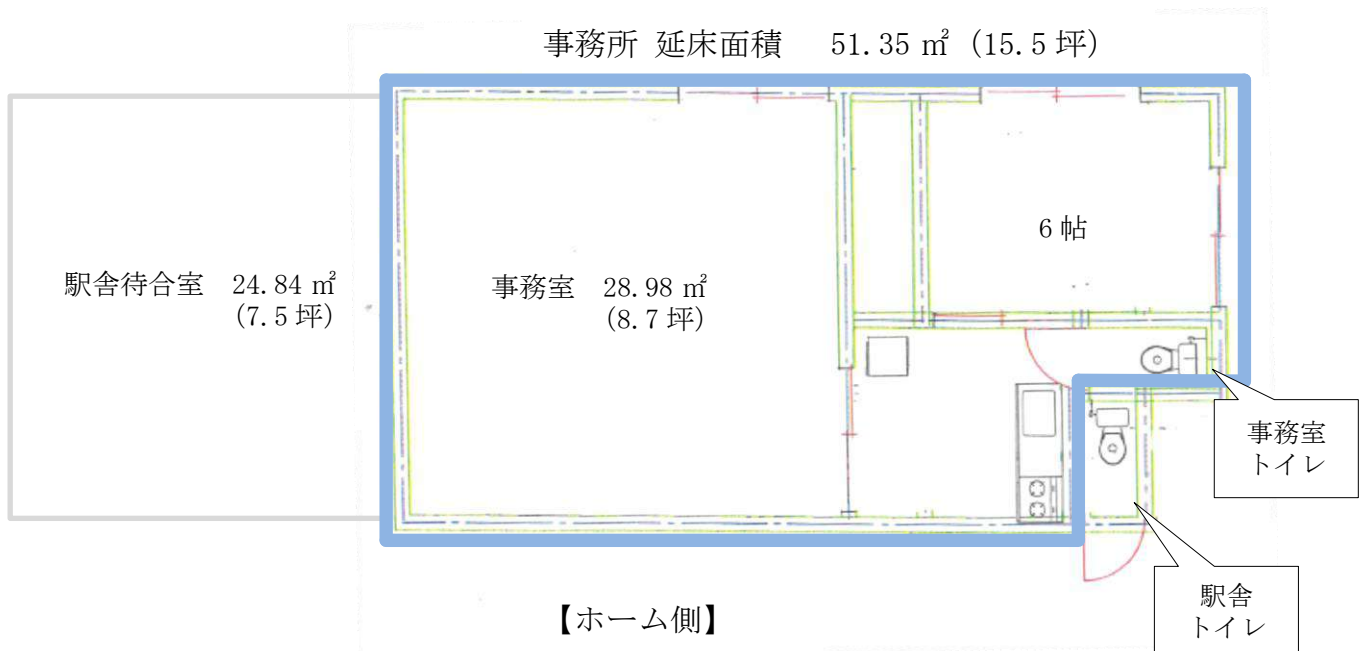 事務所 延床面積　51.35 ㎡（15.5 坪）
6 帖
駅舎待合室　24.84 ㎡
（7.5 坪）
事務室　28.98 ㎡
（8.7 坪）
事務室
トイレ
駅舎
トイレ
【ホーム側】